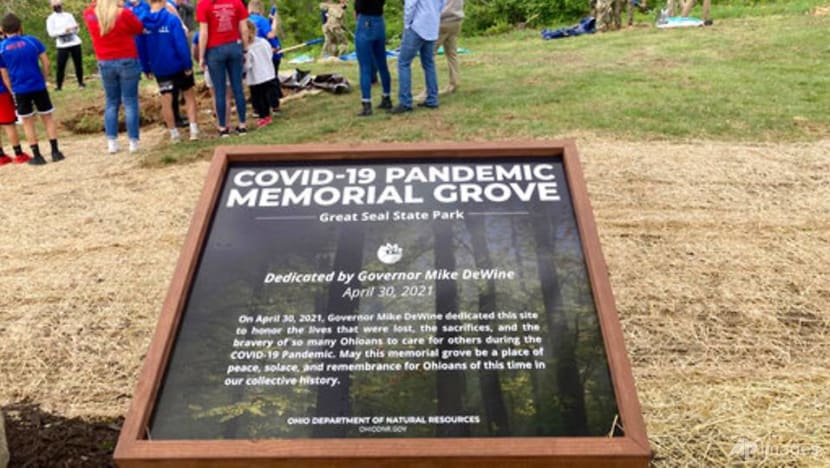 COVID-19 PANDEMIC
MEMORIAL GROVE
Great Seal State Park
Dedicated by Governor Mike DeWine
April 30, 2021
On April 30, 2021, Governor Mike DeWine dedicated this site
to honor the lives that were lost, the sacrifices, and the
bravery of so many Ohioans to care for others during the
COVID-19 Pandemic. May this memorial grove be a place of
peace, solace, and remembrance for Ohioans of this time in
our collective history.
OHIO DEPARTMENT OF NATURAL RESOURCES
OHIODNR.GOV